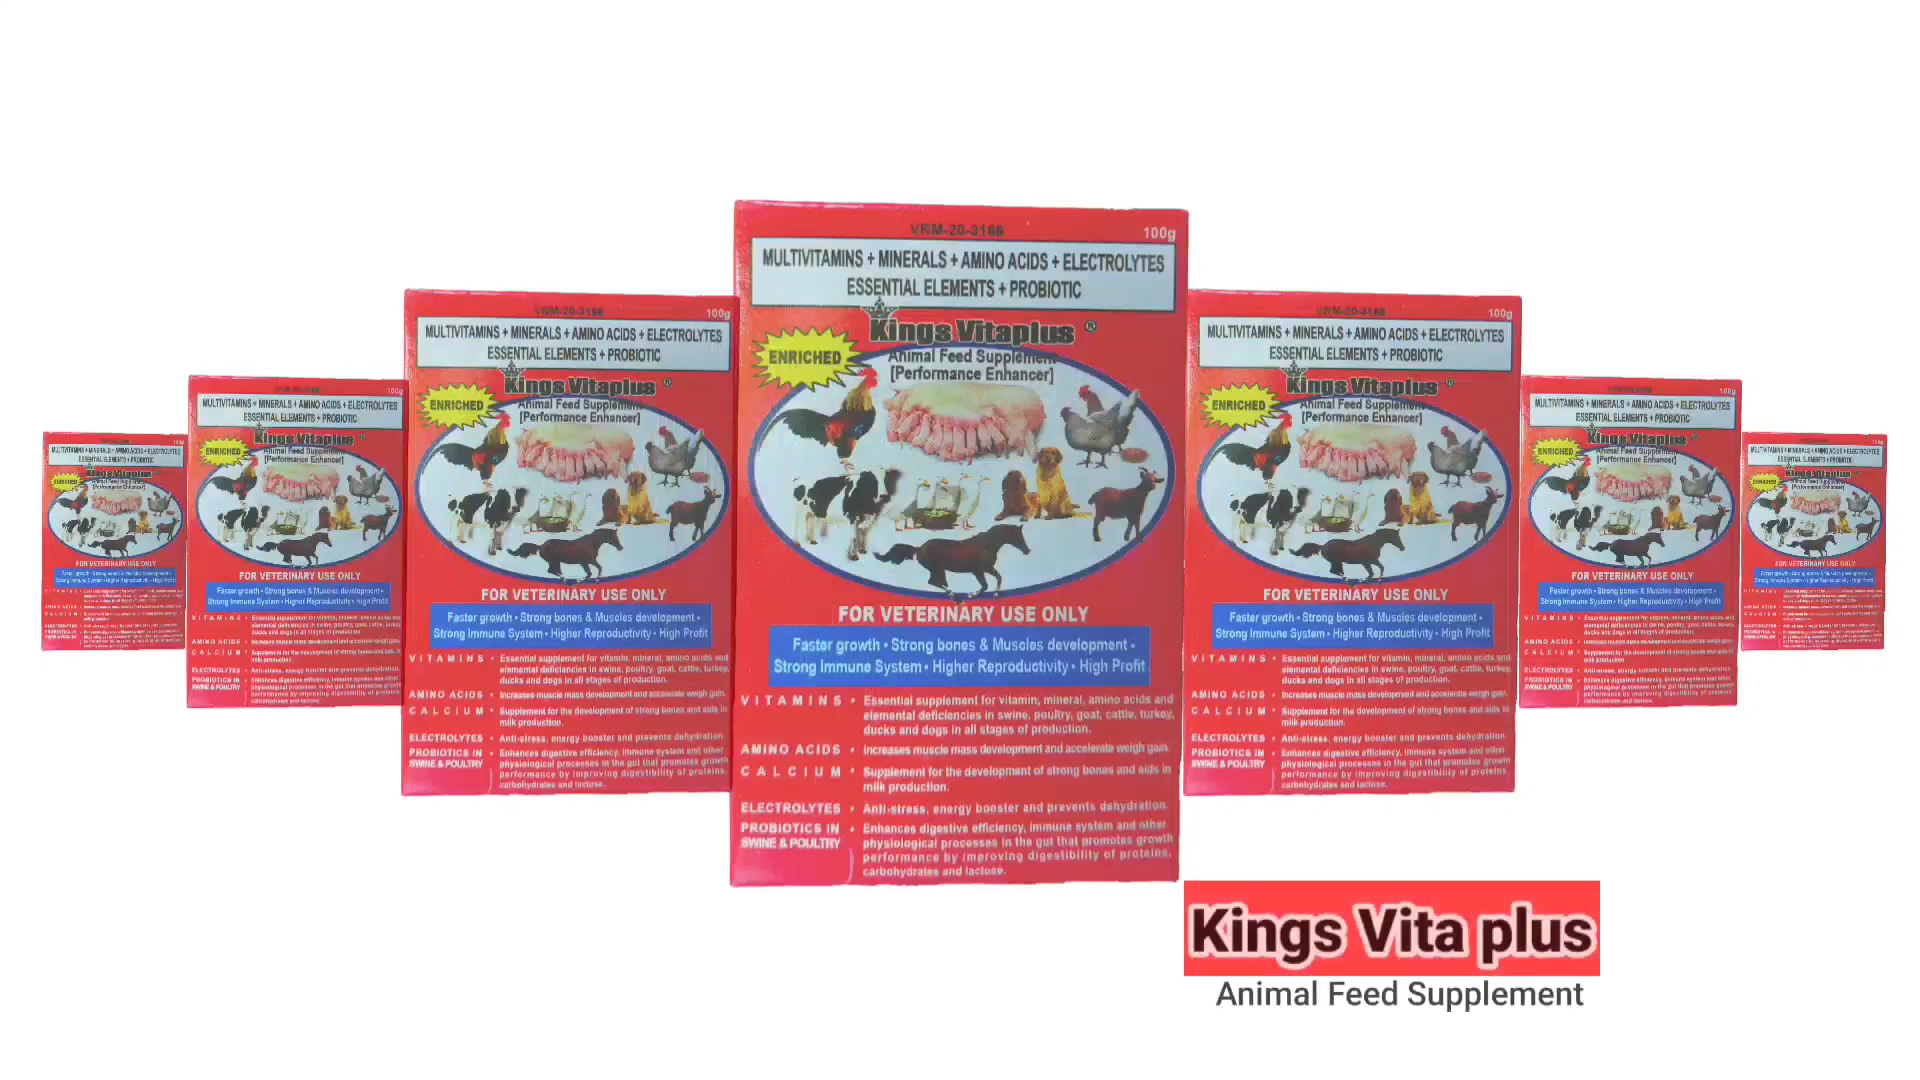 VRM-20-3166
100g
MULTIVITAMINS + MINERALS + AMINO ACIDS + ELECTROLYTES
ESSENTIAL ELEMENTS + PROBIOTIC
Kings Vitaplus ®
ENRICHED
Animal Feed Supplement
[Performance Enhancer]
FOR VETERINARY USE ONLY
Faster growth • Strong bones & Muscles development •
Strong Immune System • Higher Reproductivity • High Profit
VITAMINS • Essential supplement for vitamin, mineral, amino acids and
elemental deficiencies in swine, poultry, goat, cattle, turkey,
ducks and dogs in all stages of production.
AMINO ACIDS • Increases muscle mass development and accelerate weigh gain.
CALCIUM • Supplement for the development of strong bones and aids in
milk production.
ELECTROLYTES • Anti-stress, energy booster and prevents dehydration.
PROBIOTICS IN • Enhances digestive efficiency, immune system and other
SWINE & POULTRY physiological processes in the gut that promotes growth
performance by improving digestibility of proteins,
carbohydrates and lactose.
Kings Vita plus
Animal Feed Supplement